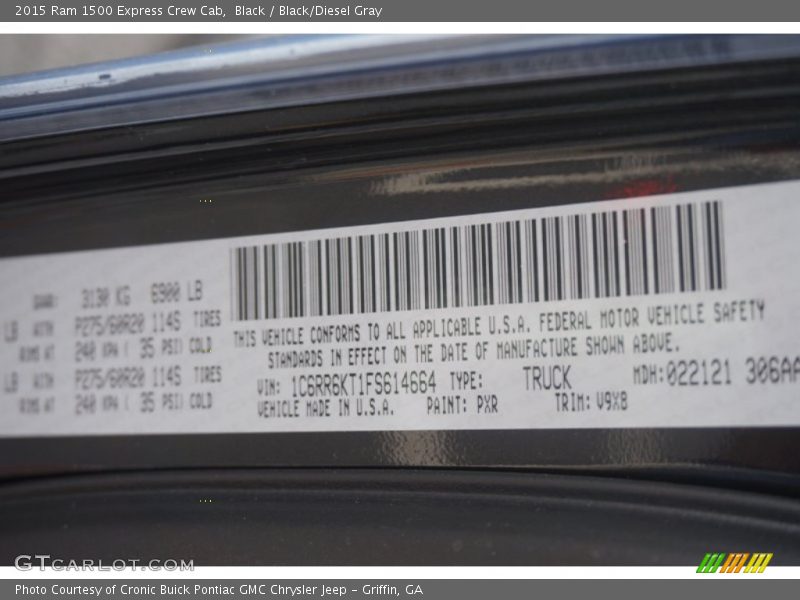 2015 Ram 1500 Express Crew Cab, Black / Black/Diesel Gray
3130 KG 6900 LB
LB WITH P275/60R20 114S TIRES
RIMS AT 240 KPA ( 35 PSI) COLD
LB WITH P275/60R20 114S TIRES
RIMS AT 240 KPA ( 35 PSI) COLD
THIS VEHICLE CONFORMS TO ALL APPLICABLE U.S.A. FEDERAL MOTOR VEHICLE SAFETY
STANDARDS IN EFFECT ON THE DATE OF MANUFACTURE SHOWN ABOVE.
VIN: 1C6RR6KT1FS614664 TYPE: TRUCK MDH:022121 306AA
VEHICLE MADE IN U.S.A. PAINT: PXR TRIM: V9X8
GTCARLOT.COM
Photo Courtesy of Cronic Buick Pontiac GMC Chrysler Jeep - Griffin, GA